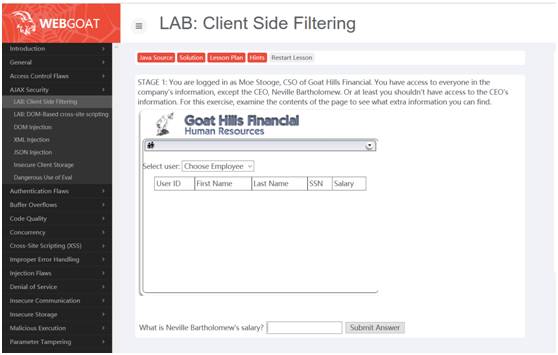 WEBGOAT
LAB: Client Side Filtering
Introduction
General
Access Control Flaws
AJAX Security
LAB: Client Side Filtering
LAB: DOM-Based cross-site scripting
DOM Injection
XML Injection
JSON Injection
Insecure Client Storage
Dangerous Use of Eval
Authentication Flaws
Buffer Overflows
Code Quality
Concurrency
Cross-Site Scripting (XSS)
Improper Error Handling
Injection Flaws
Denial of Service
Insecure Communication
Insecure Storage
Malicious Execution
Parameter Tampering
Java Source Solution Lesson Plan Hints Restart Lesson
STAGE 1: You are logged in as Moe Stooge, CSO of Goat Hills Financial. You have access to everyone in the
company's information, except the CEO, Neville Bartholomew. Or at least you shouldn't have access to the CEO's
information. For this exercise, examine the contents of the page to see what extra information you can find.
Goat Hills Financial
Human Resources
Select user: Choose Employee
User ID First Name Last Name SSN Salary
What is Neville Bartholomew's salary? Submit Answer